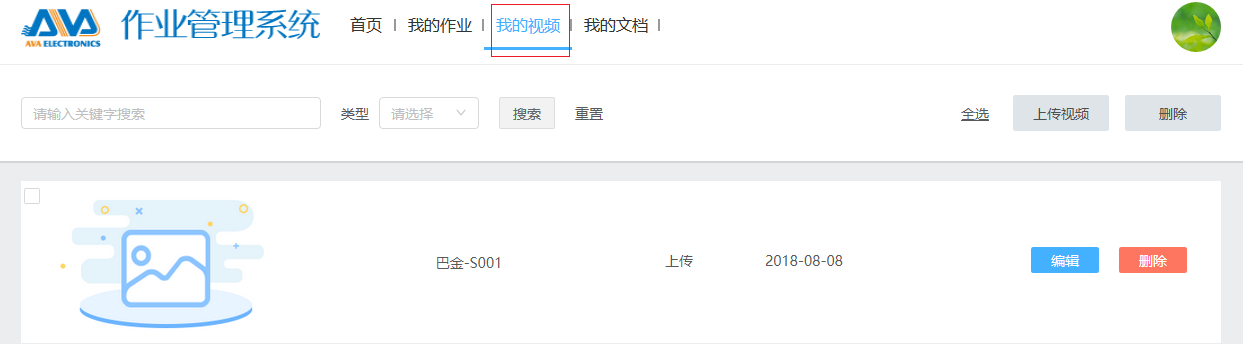 AVA
AVA ELECTRONICS
作业管理系统 首页 我的作业 我的视频 我的文档
请输入关键字搜索 类型 请选择 搜索 重置 全选 上传视频 删除
巴金-S001 上传 2018-08-08 编辑 删除